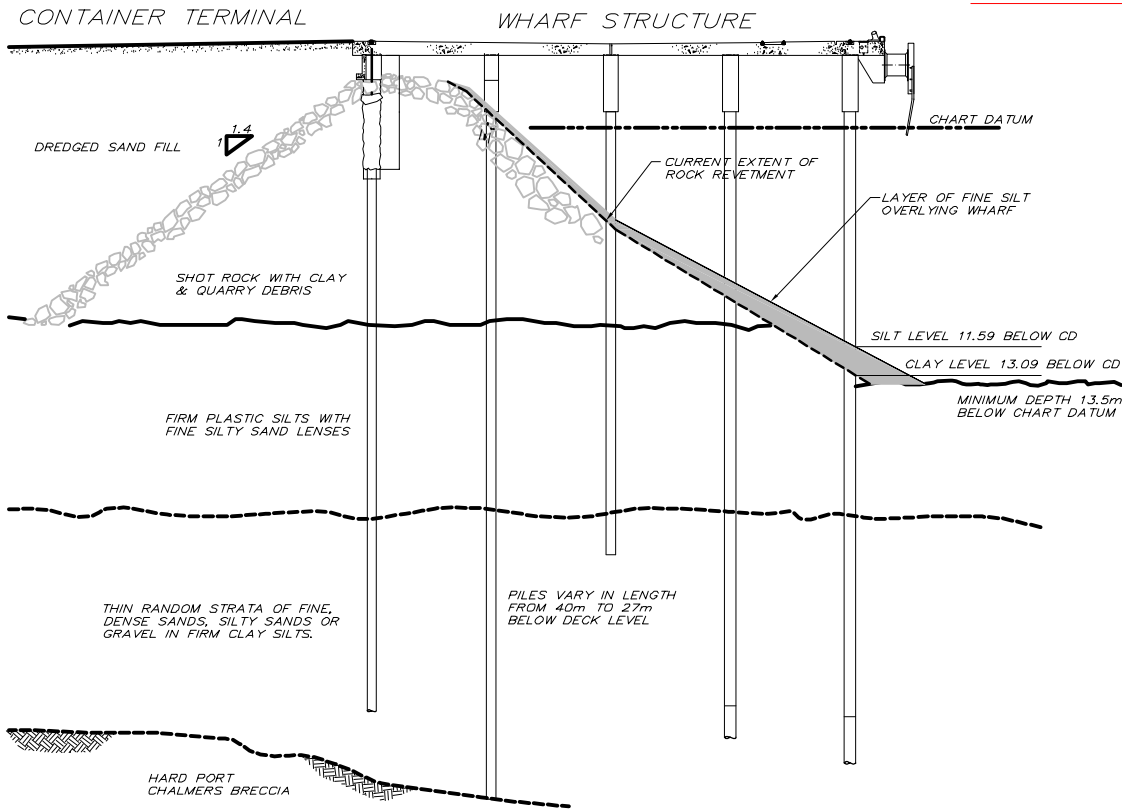 CONTAINER TERMINAL
WHARF STRUCTURE
CHART DATUM
1.4
1
DREDGED SAND FILL
CURRENT EXTENT OF
ROCK REVETMENT
LAYER OF FINE SILT
OVERLYING WHARF
SHOT ROCK WITH CLAY
& QUARRY DEBRIS
SILT LEVEL 11.59 BELOW CD
CLAY LEVEL 13.09 BELOW CD
MINIMUM DEPTH 13.5m
BELOW CHART DATUM
FIRM PLASTIC SILTS WITH
FINE SILTY SAND LENSES
THIN RANDOM STRATA OF FINE,
DENSE SANDS, SILTY SANDS OR
GRAVEL IN FIRM CLAY SILTS.
PILES VARY IN LENGTH
FROM 40m TO 27m
BELOW DECK LEVEL
HARD PORT
CHALMERS BRECCIA